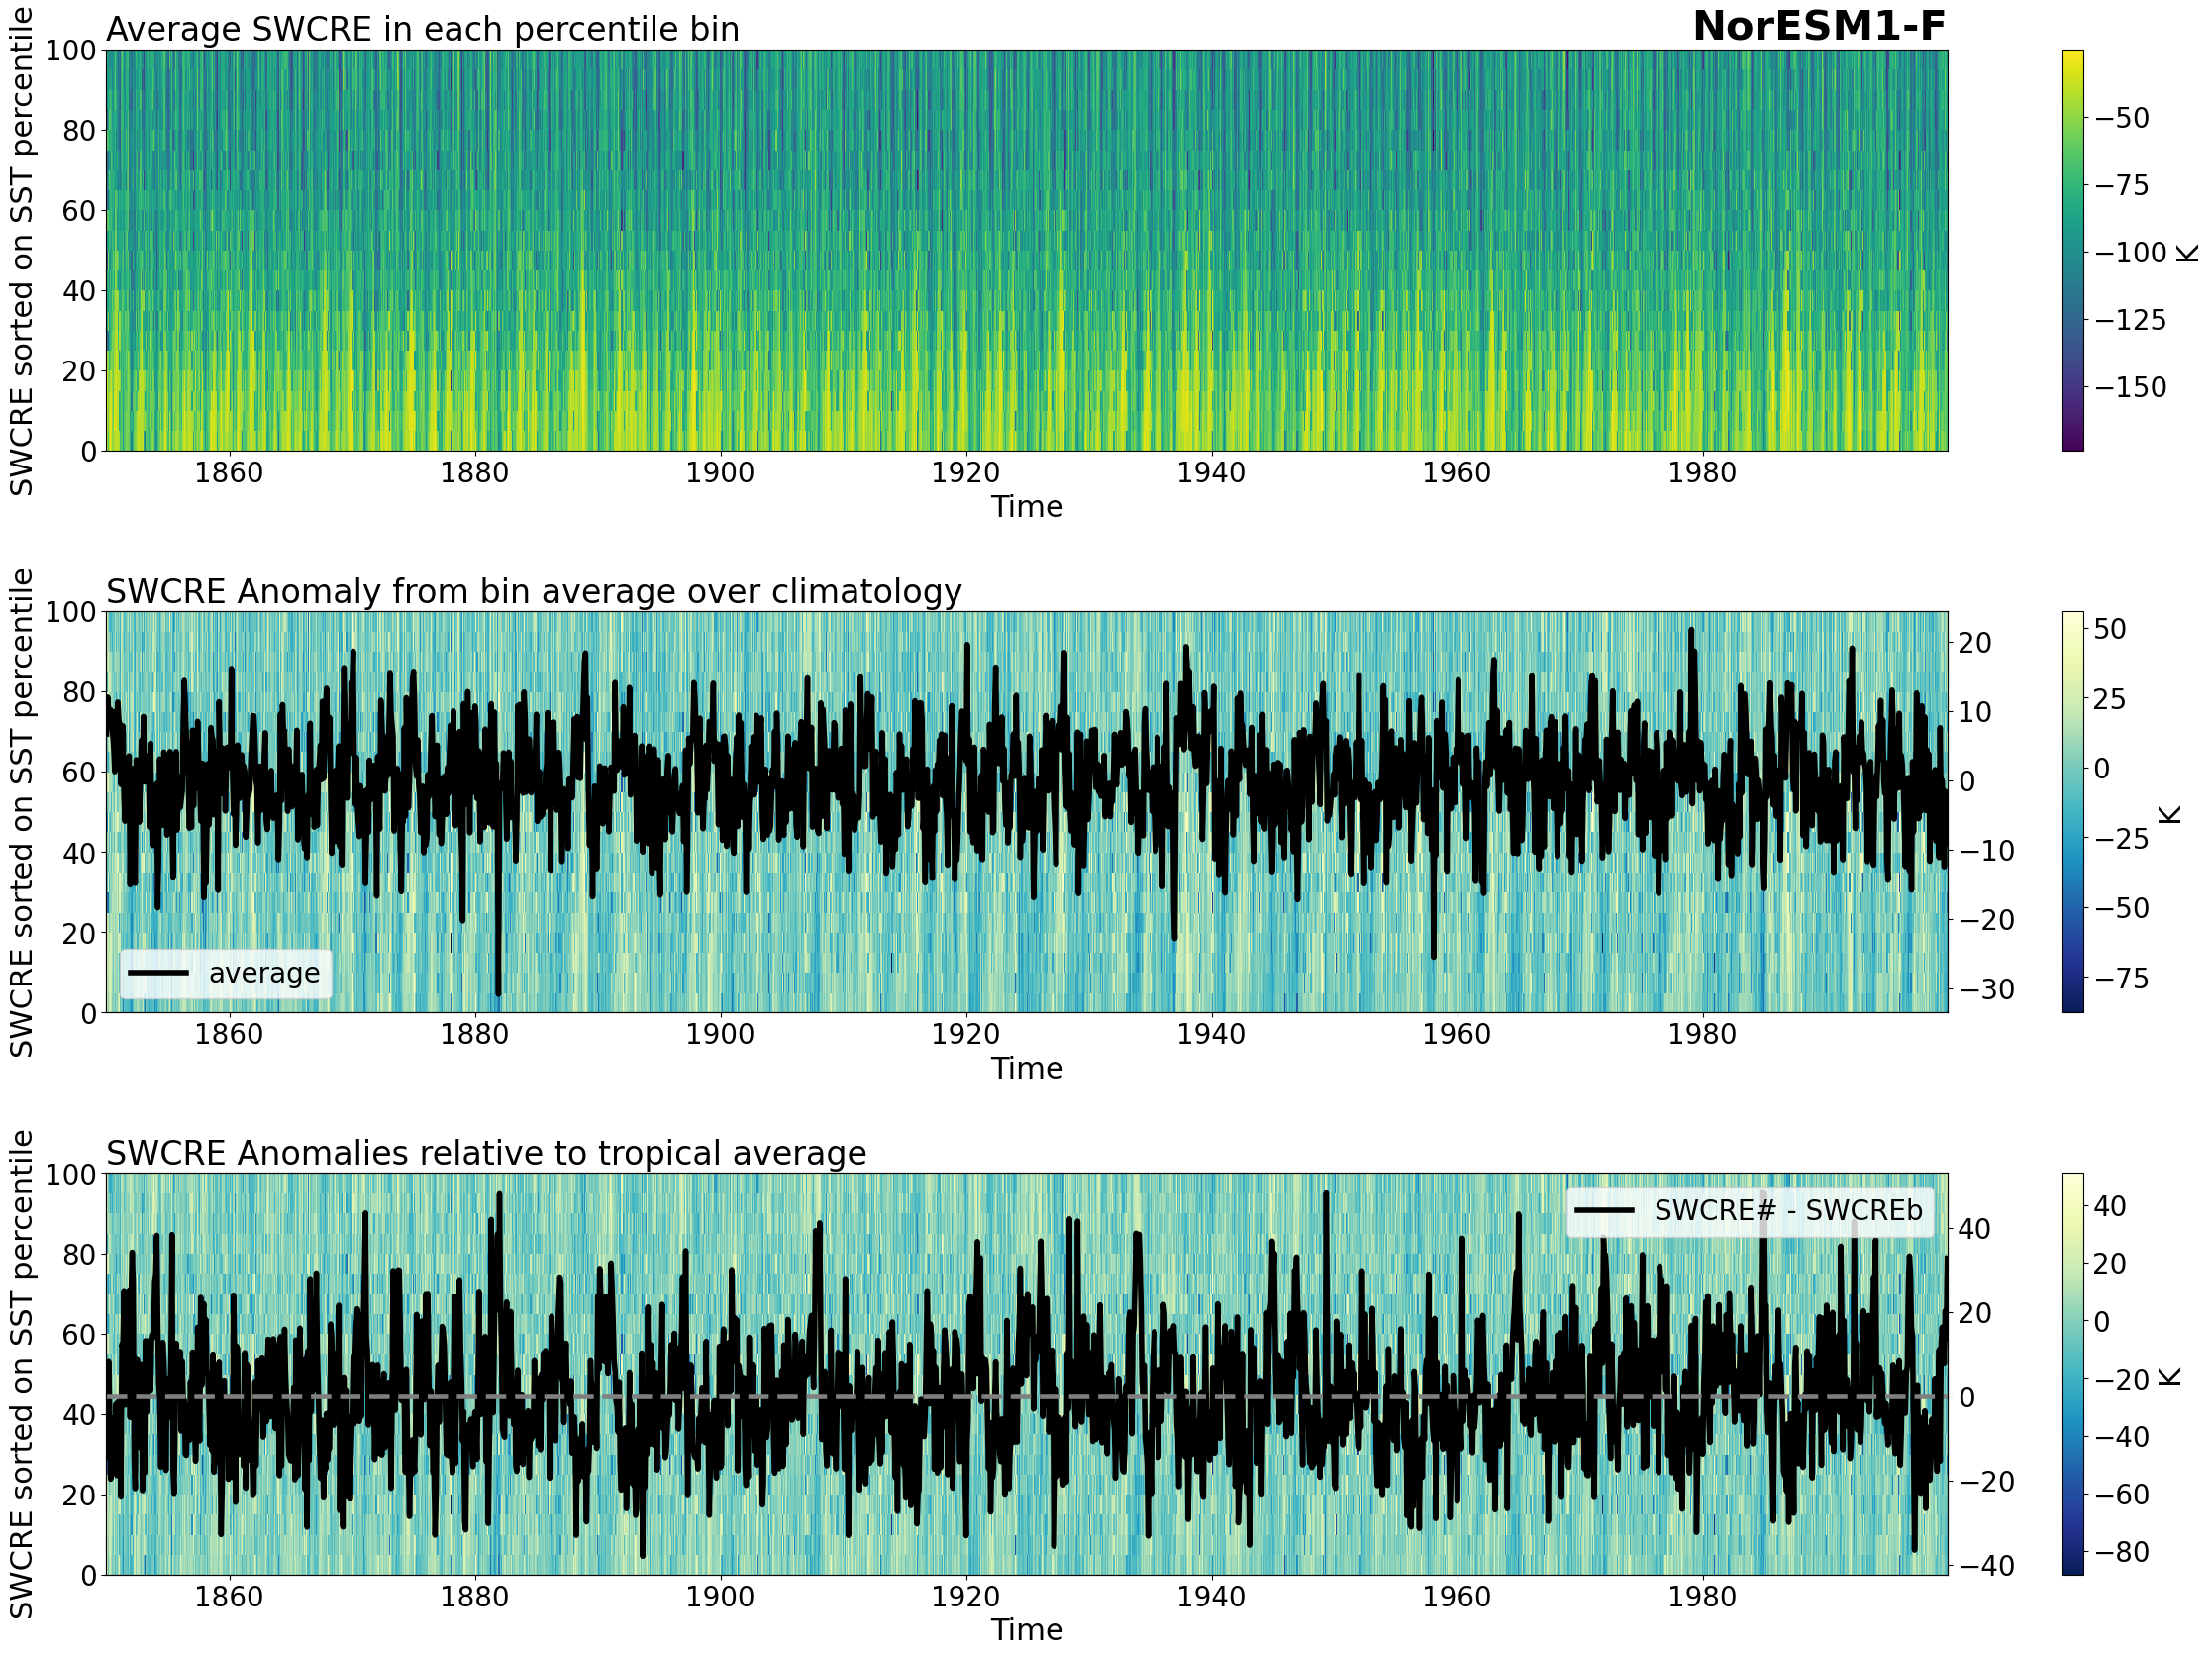 Average SWCRE in each percentile bin
NorESM1-F
SWCRE sorted on SST percentile
100
80
60
40
20
0
1860 1880 1900 1920 1940 1960 1980
Time
−50
−75
−100
−125
−150
K
SWCRE Anomaly from bin average over climatology
SWCRE sorted on SST percentile
100
80
60
40
20
0
average
1860 1880 1900 1920 1940 1960 1980
Time
20
10
0
−10
−20
−30
50
25
0
−25
−50
−75
K
SWCRE Anomalies relative to tropical average
SWCRE sorted on SST percentile
100
80
60
40
20
0
SWCRE# - SWCREb
1860 1880 1900 1920 1940 1960 1980
Time
40
20
0
−20
−40
40
20
0
−20
−40
−60
−80
K